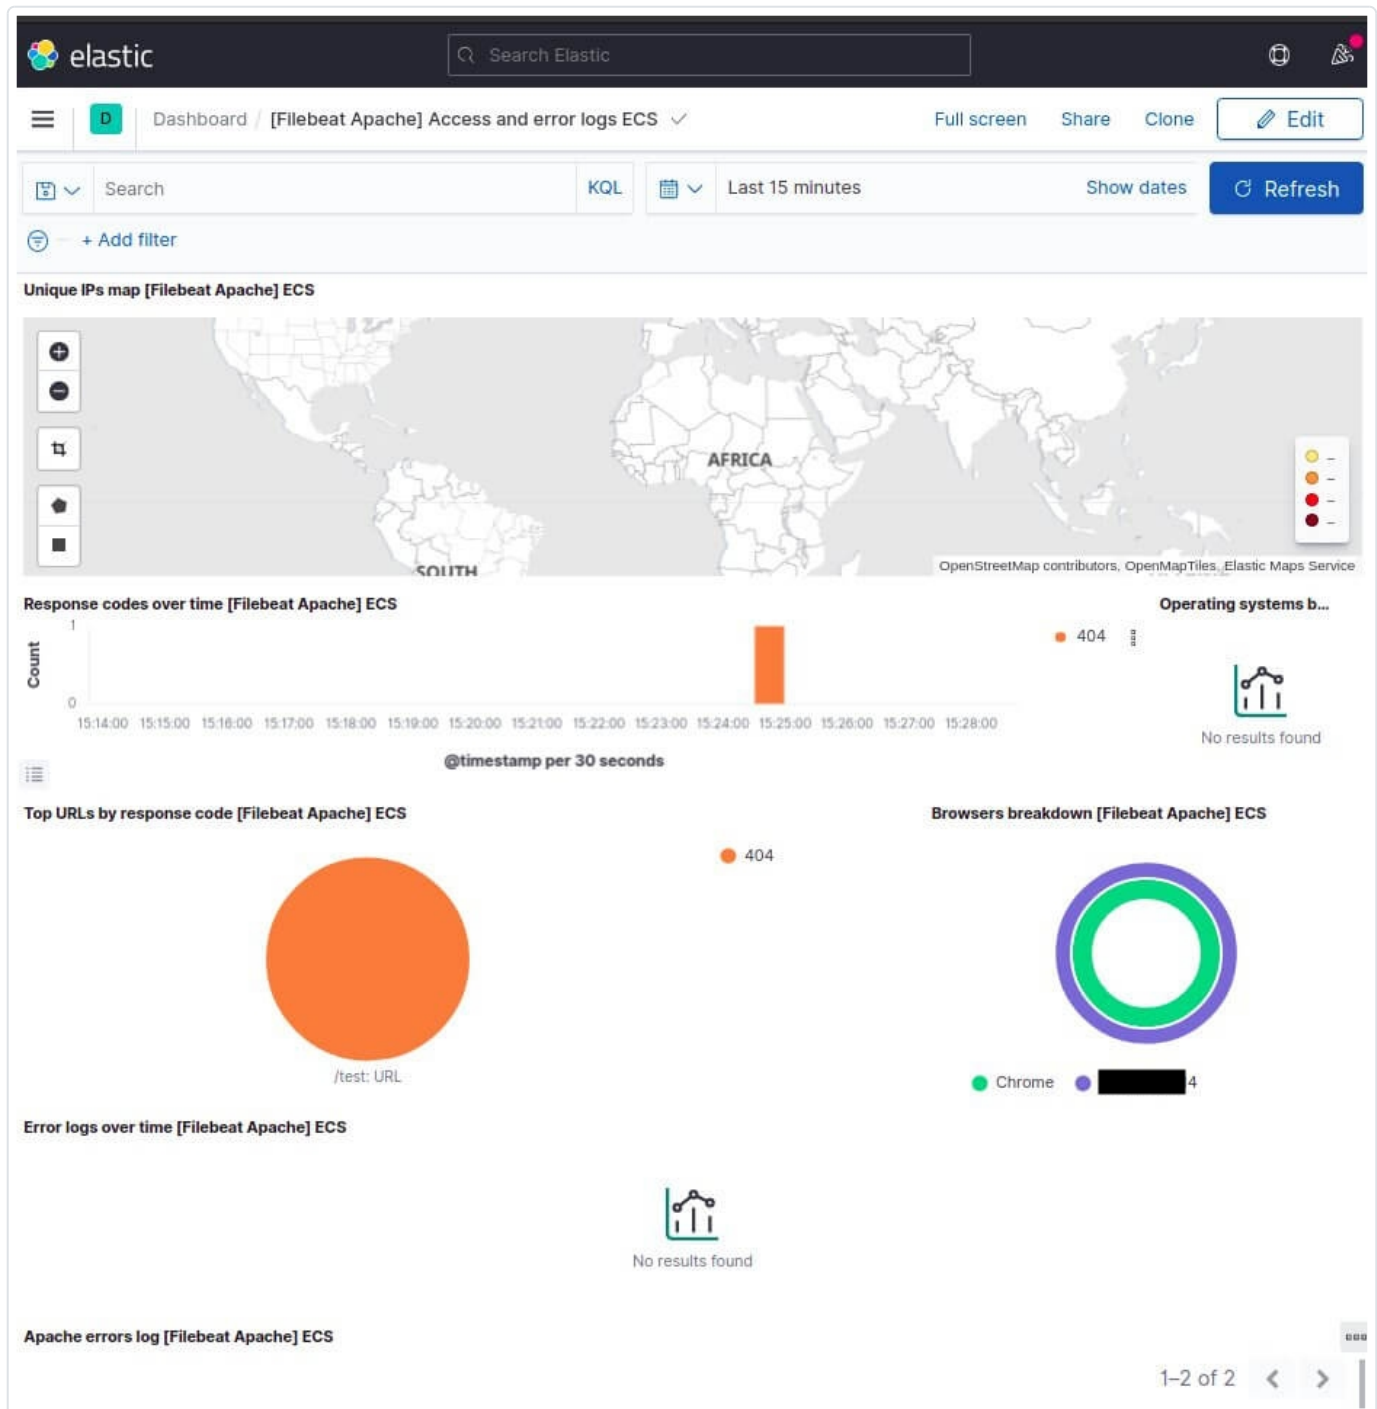 elastic
Search Elastic
D
Dashboard / [Filebeat Apache] Access and error logs ECS
Full screen
Share
Clone
Edit
Search
KQL
Last 15 minutes
Show dates
Refresh
+ Add filter
Unique IPs map [Filebeat Apache] ECS
AFRICA
SOUTH
–
–
–
–
OpenStreetMap contributors, OpenMapTiles, Elastic Maps Service
Response codes over time [Filebeat Apache] ECS
Operating systems b...
Count
1
0
404
15:14:00 15:15:00 15:16:00 15:17:00 15:18:00 15:19:00 15:20:00 15:21:00 15:22:00 15:23:00 15:24:00 15:25:00 15:26:00 15:27:00 15:28:00
@timestamp per 30 seconds
No results found
Top URLs by response code [Filebeat Apache] ECS
404
/test: URL
Browsers breakdown [Filebeat Apache] ECS
Chrome
4
Error logs over time [Filebeat Apache] ECS
No results found
Apache errors log [Filebeat Apache] ECS
1–2 of 2